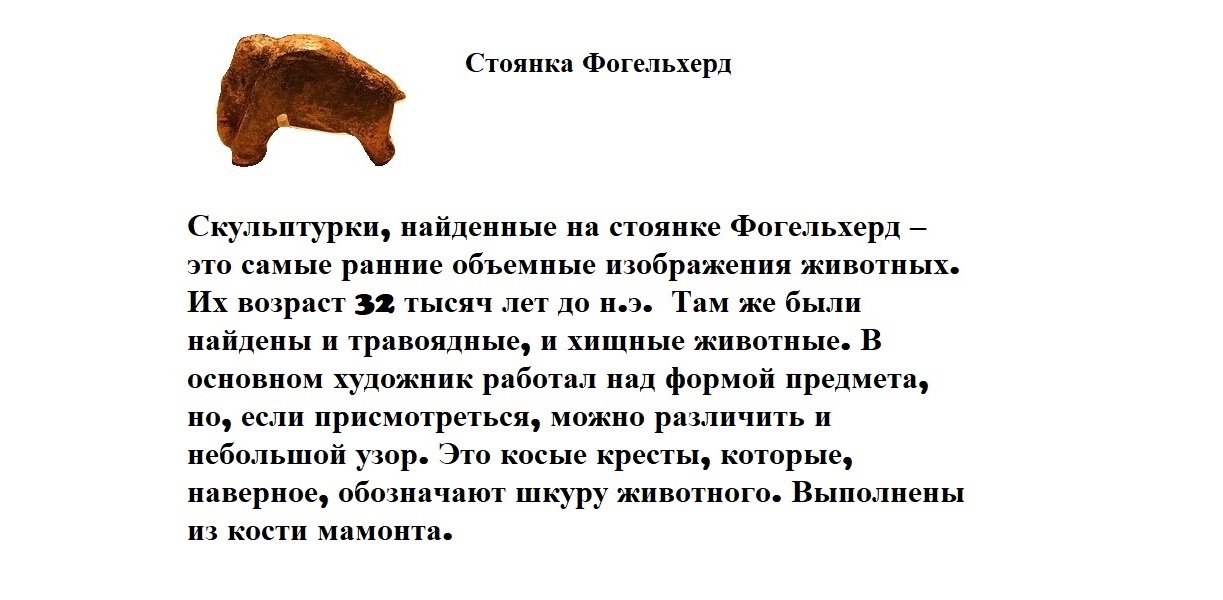 Стоянка Фогельхерд
Скульптурки, найденные на стоянке Фогельхерд –
это самые ранние объемные изображения животных.
Их возраст 32 тысяч лет до н.э.  Там же были
найдены и травоядные, и хищные животные. В
основном художник работал над формой предмета,
но, если присмотреться, можно различить и
небольшой узор. Это косые кресты, которые,
наверное, обозначают шкуру животного. Выполнены
из кости мамонта.